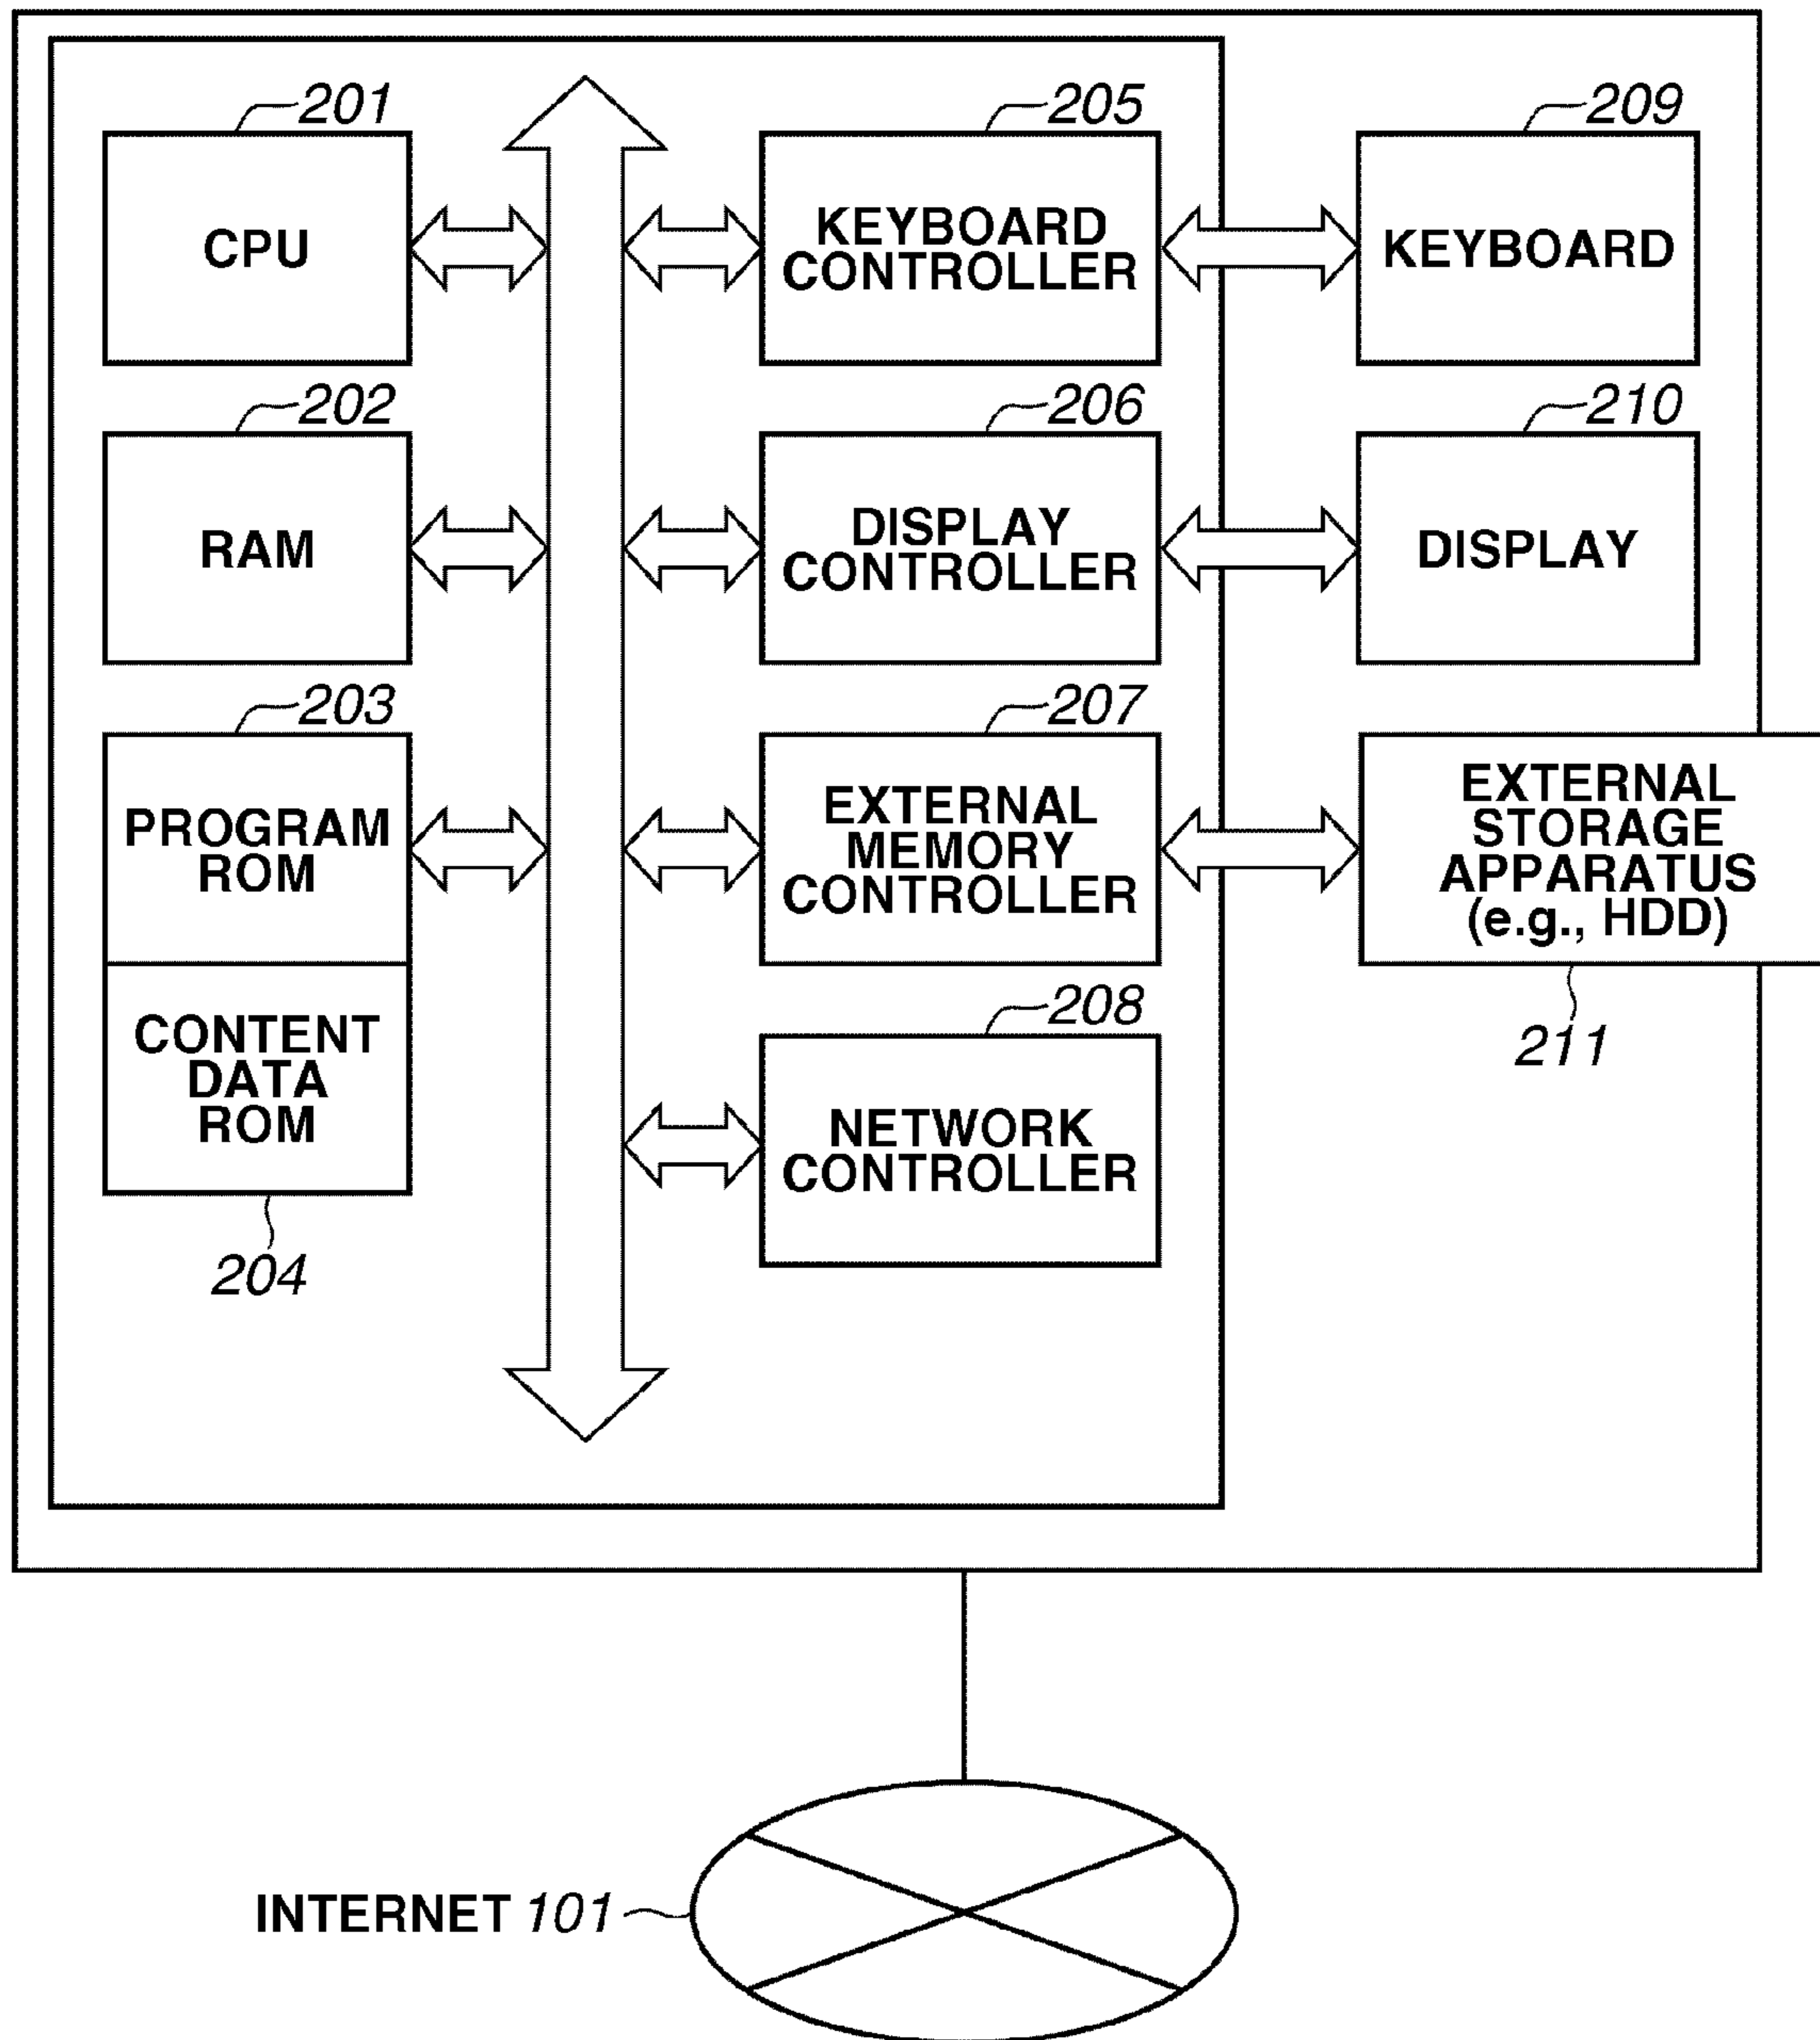 201
205
209
CPU
KEYBOARD
CONTROLLER
KEYBOARD
202
206
210
RAM
DISPLAY
CONTROLLER
DISPLAY
203
207
PROGRAM
ROM
EXTERNAL
MEMORY
CONTROLLER
EXTERNAL
STORAGE
APPARATUS
(e.g., HDD)
208
211
CONTENT
DATA
ROM
NETWORK
CONTROLLER
204
INTERNET 101